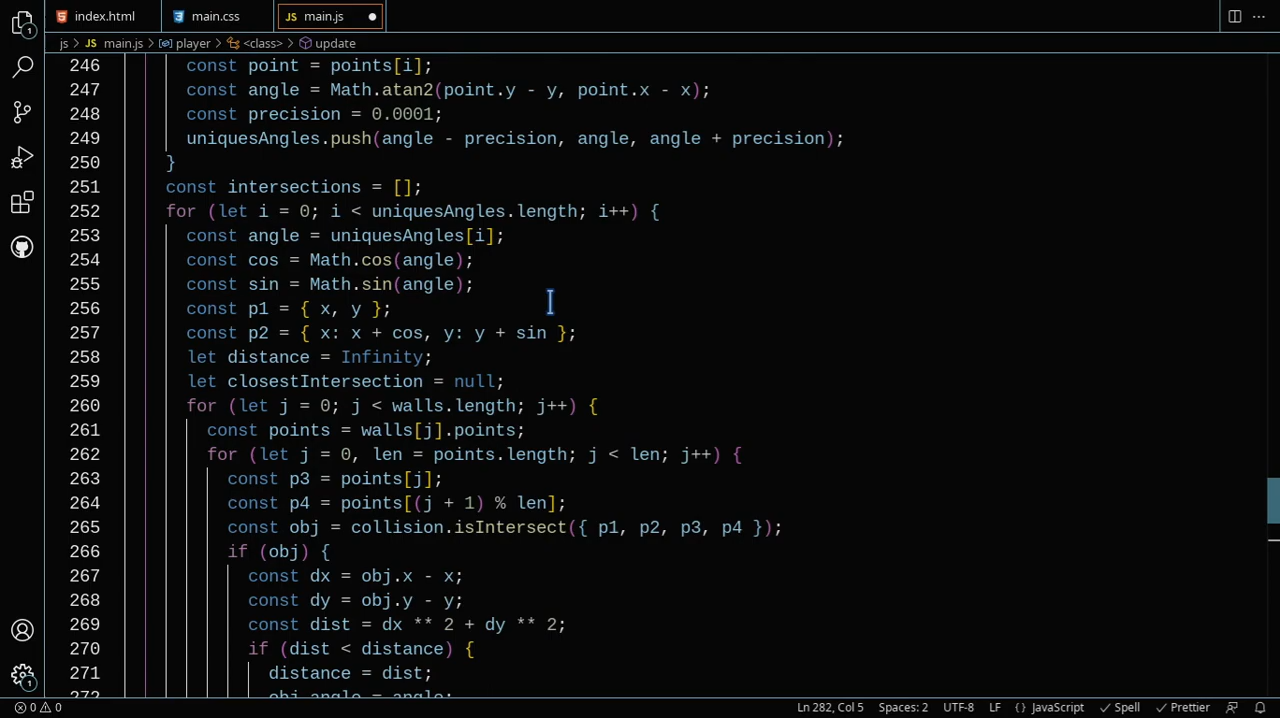 index.html main.css main.js
js > main.js > player > <class> > update
246 const point = points[i];
247 const angle = Math.atan2(point.y - y, point.x - x);
248 const precision = 0.0001;
249 uniquesAngles.push(angle - precision, angle, angle + precision);
250 }
251 const intersections = [];
252 for (let i = 0; i < uniquesAngles.length; i++) {
253 const angle = uniquesAngles[i];
254 const cos = Math.cos(angle);
255 const sin = Math.sin(angle);
256 const p1 = { x, y };
257 const p2 = { x: x + cos, y: y + sin };
258 let distance = Infinity;
259 let closestIntersection = null;
260 for (let j = 0; j < walls.length; j++) {
261 const points = walls[j].points;
262 for (let j = 0, len = points.length; j < len; j++) {
263 const p3 = points[j];
264 const p4 = points[(j + 1) % len];
265 const obj = collision.isIntersect({ p1, p2, p3, p4 });
266 if (obj) {
267 const dx = obj.x - x;
268 const dy = obj.y - y;
269 const dist = dx ** 2 + dy ** 2;
270 if (dist < distance) {
271 distance = dist;
272 obj.angle = angle;
0 0 Ln 282, Col 5 Spaces: 2 UTF-8 LF {} JavaScript Spell Prettier